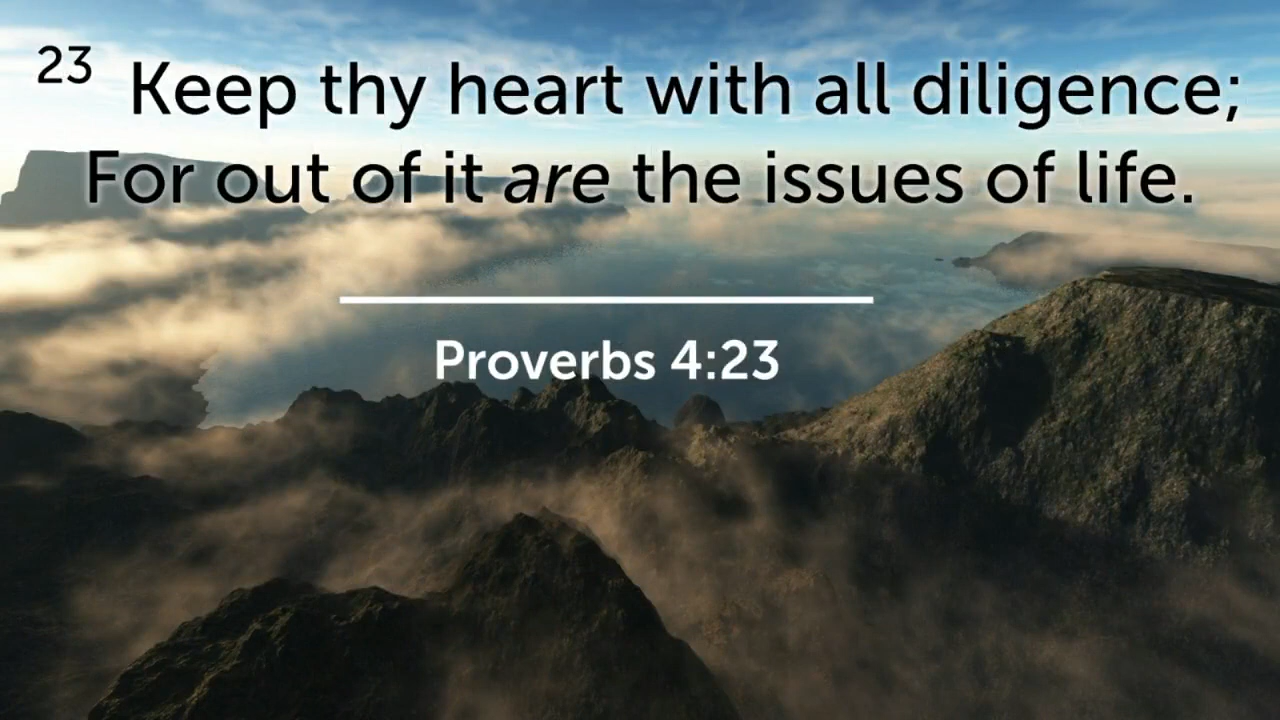 23 Keep thy heart with all diligence;
For out of it are the issues of life.
Proverbs 4:23